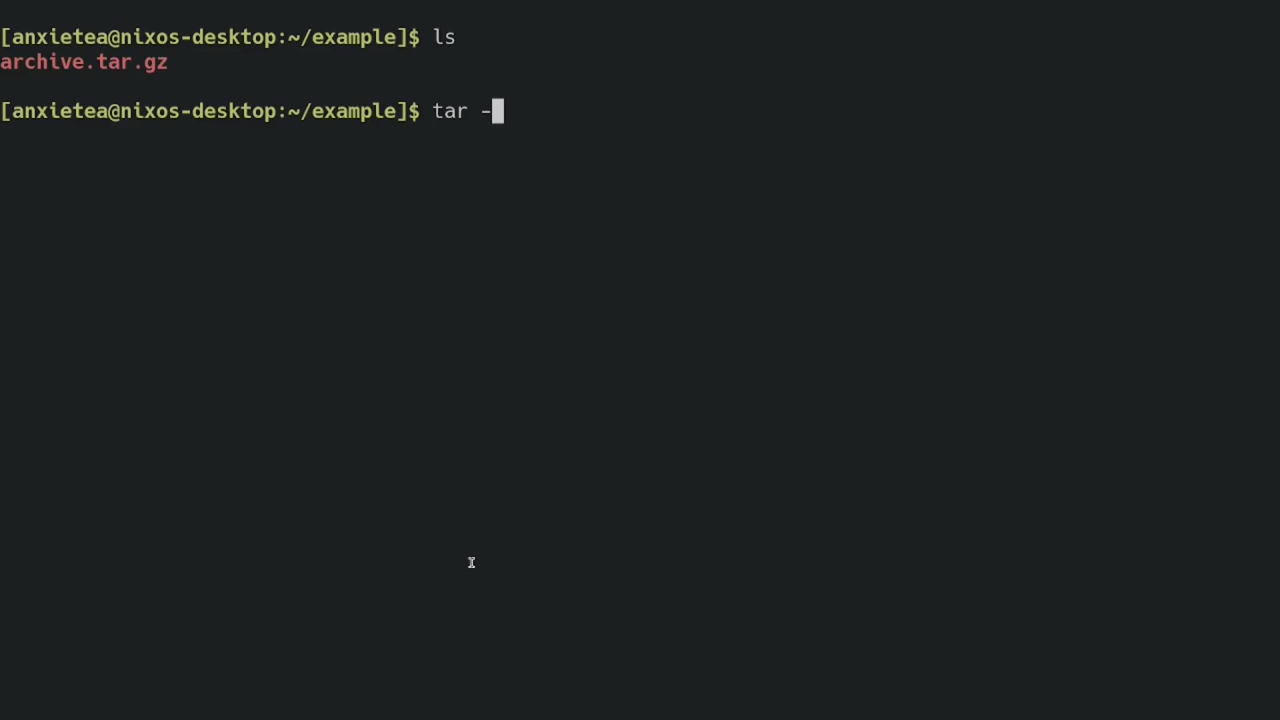 [anxietea@nixos-desktop:~/example]$ ls
archive.tar.gz
[anxietea@nixos-desktop:~/example]$ tar -